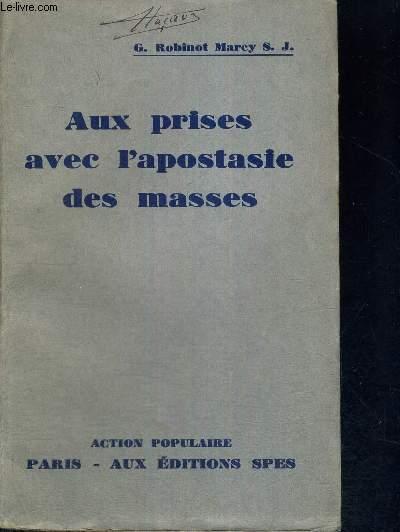 Le-livre.com
G. Robinot Marcy S. J.
Aux prises
avec l'apostasie
des masses
ACTION POPULAIRE
PARIS - AUX ÉDITIONS SPES